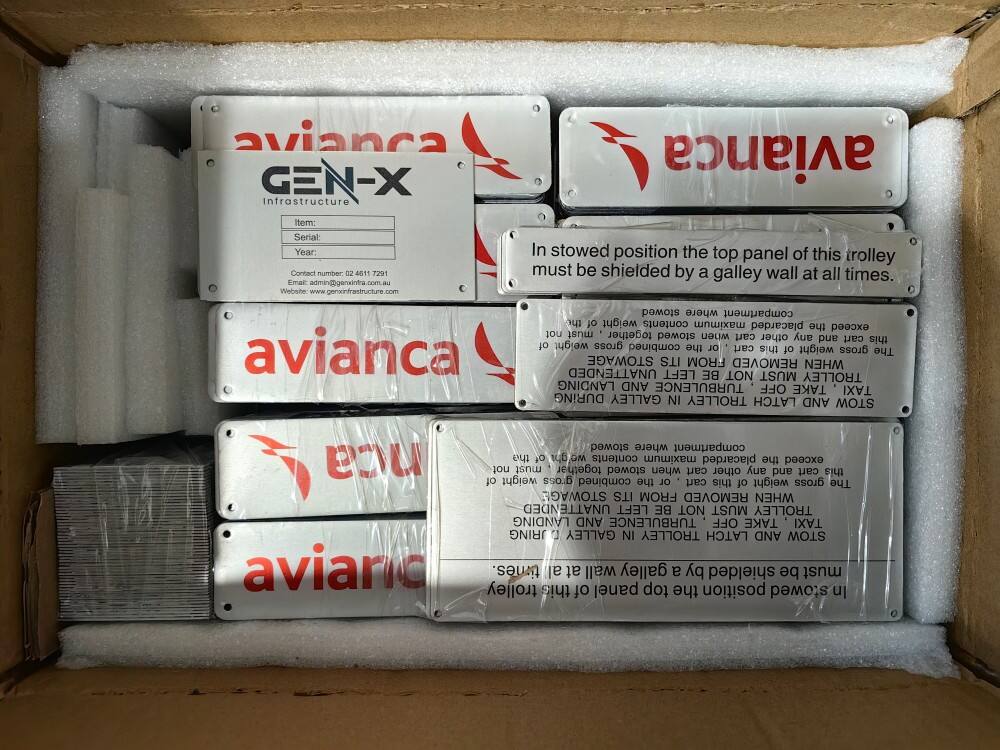 avianca
avianca
GEN-X
Infrastructure
Item:
Serial:
Year:
Contact number: 02 4611 7291
Email: admin@genxinfra.com.au
Website: www.genxinfrastructure.com
In stowed position the top panel of this trolley
must be shielded by a galley wall at all times.
avianca
STOW AND LATCH TROLLEY IN GALLEY DURING
TAXI , TAKE OFF , TURBULENCE AND LANDING
TROLLEY MUST NOT BE LEFT UNATTENDED
WHEN REMOVED FROM ITS STOWAGE
The gross weight of this cart , or the combined gross weight of
this cart and any other cart when stowed together , must not
exceed the placarded maximum contents weight of the
compartment where stowed
nca
avianc
In stowed position the top panel of this trolley
must be shielded by a galley wall at all times.
STOW AND LATCH TROLLEY IN GALLEY DURING
TAXI , TAKE OFF , TURBULENCE AND LANDING
TROLLEY MUST NOT BE LEFT UNATTENDED
WHEN REMOVED FROM ITS STOWAGE
The gross weight of this cart , or the combined gross weight of
this cart and any other cart when stowed together , must not
exceed the placarded maximum contents weight of the
compartment where stowed